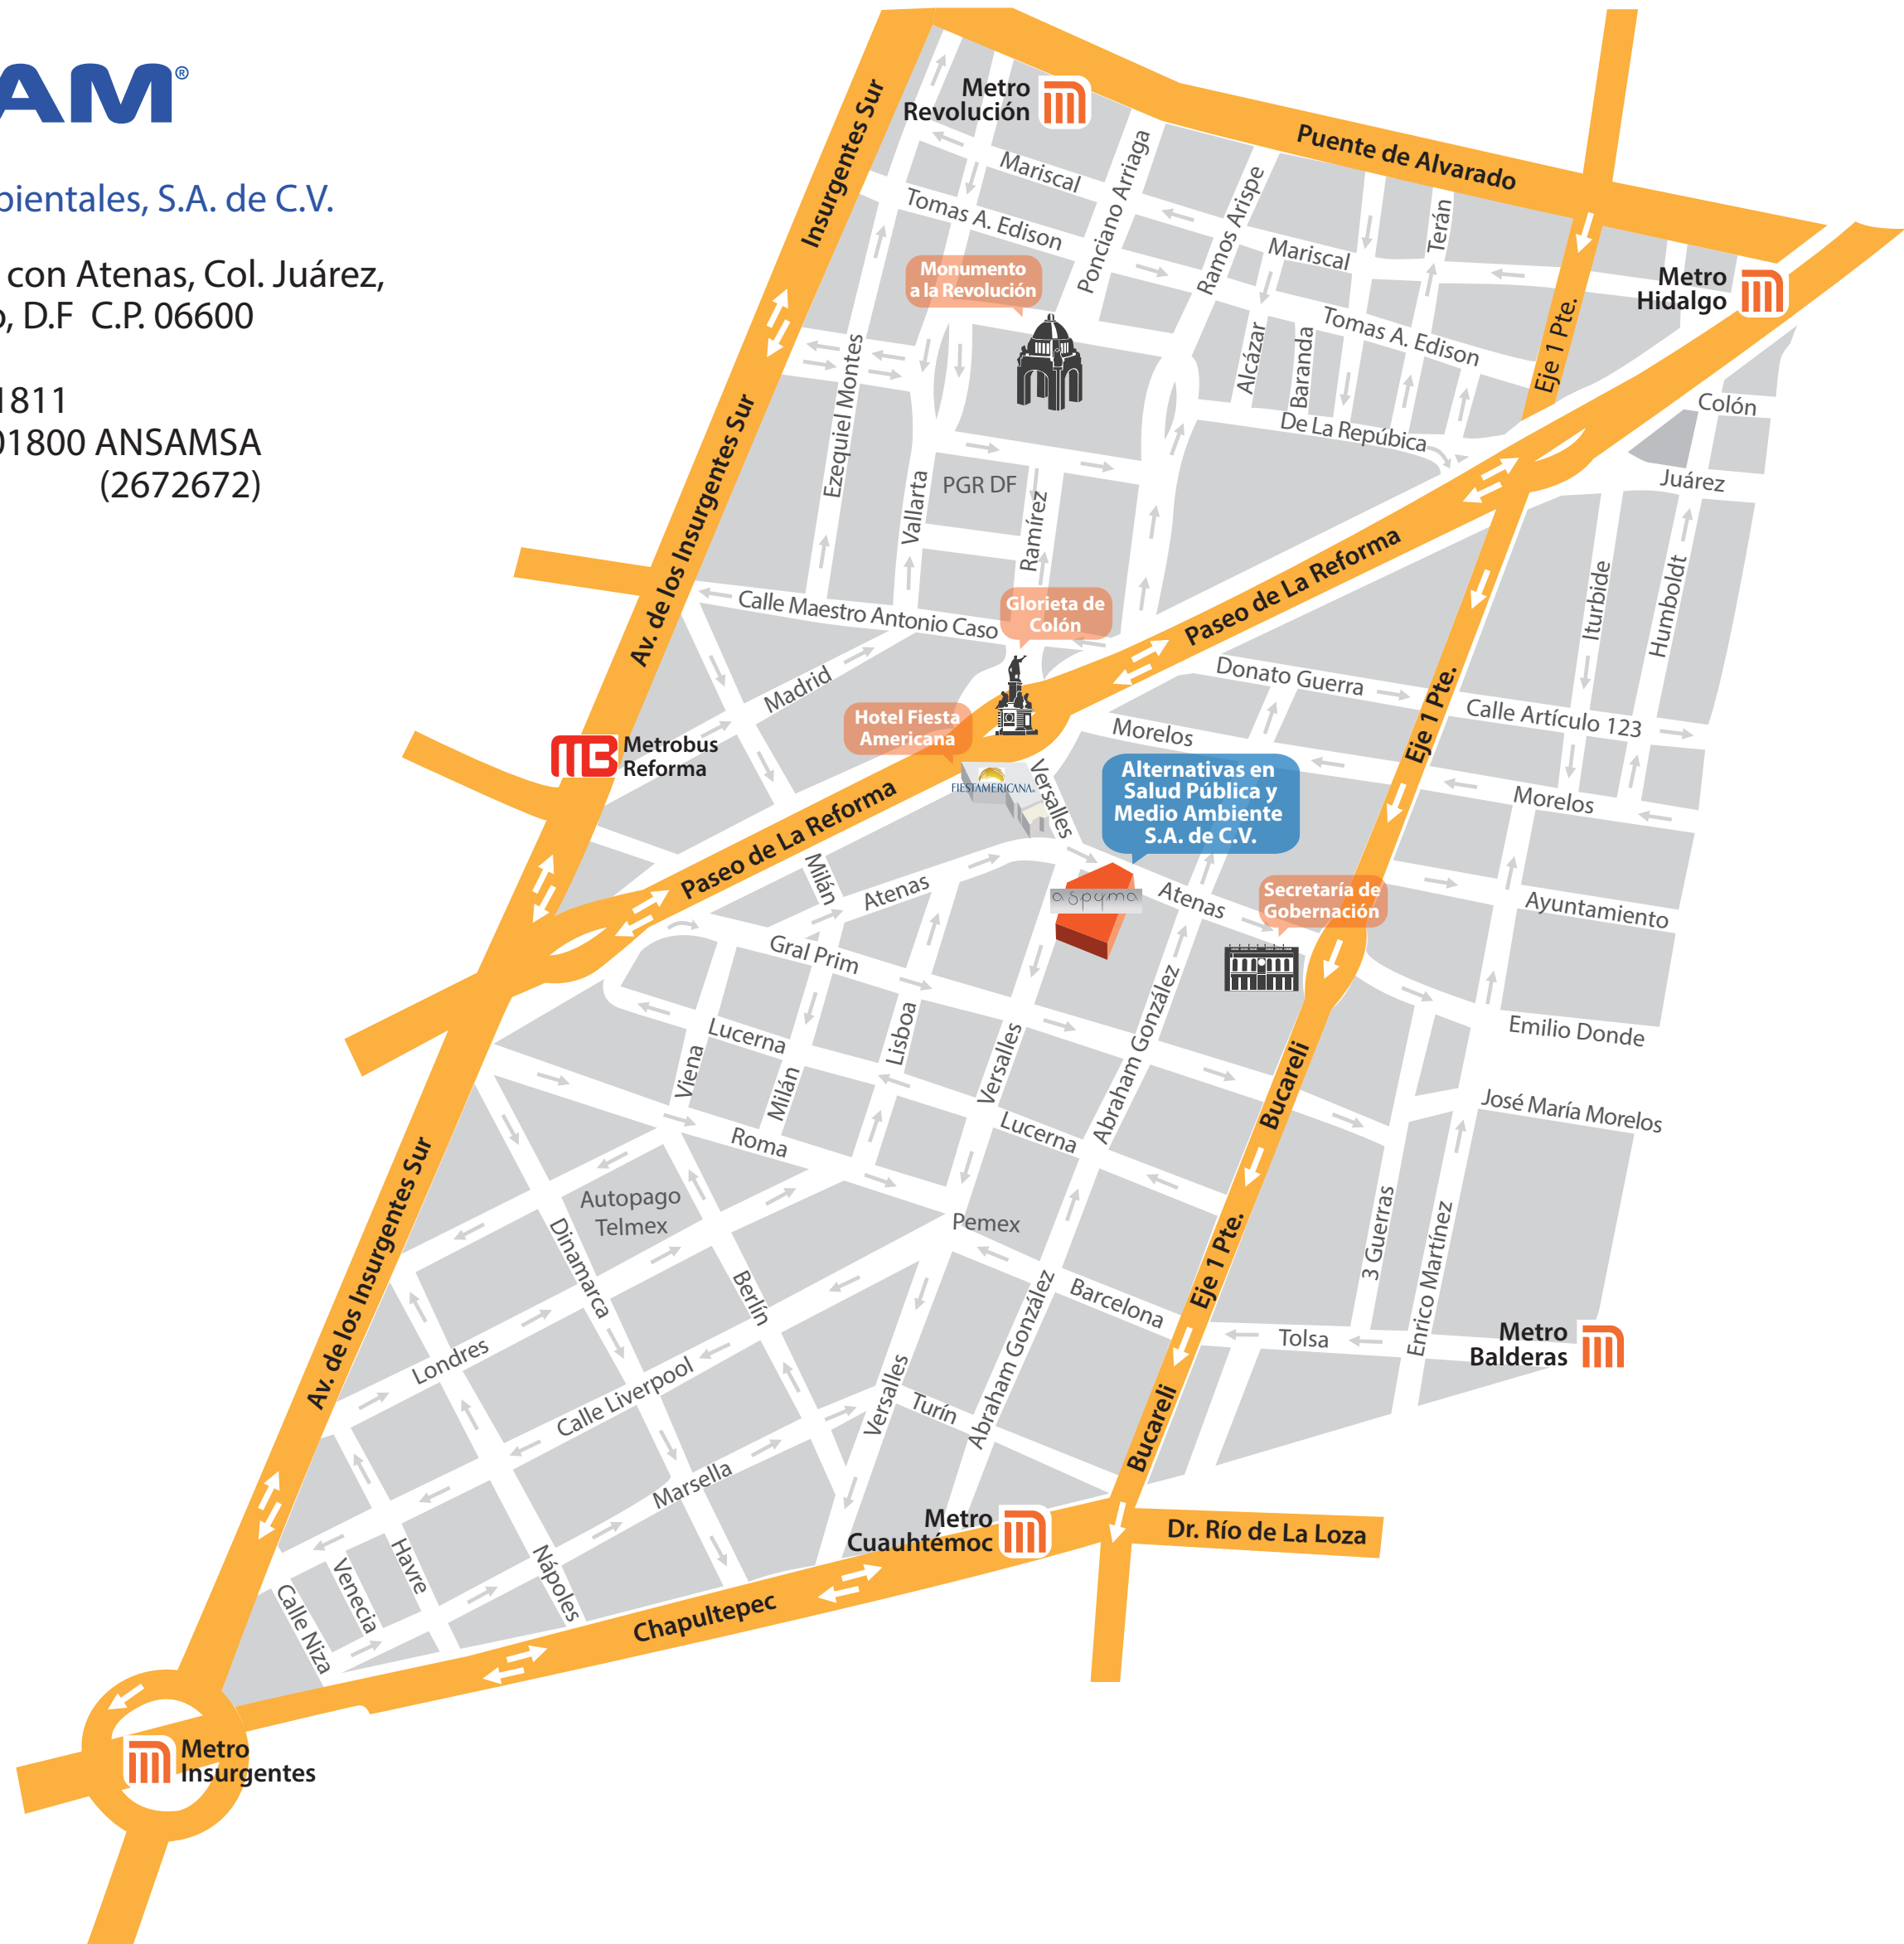 AM®
bientales, S.A. de C.V.
con Atenas, Col. Juárez,
o, D.F C.P. 06600
1811
01800 ANSAMSA
(2672672)
Metro
Revolución
Insurgentes Sur
Puente de Alvarado
Mariscal
Ponciano Arriaga
Ramos Arispe
Tomas A. Edison
Mariscal
Terán
Metro
Hidalgo
Monumento
a la Revolución
Eje 1 Pte.
Tomas A. Edison
Alcázar
Baranda
Ezequiel Montes
Colón
De La Repúbica
Av. de los Insurgentes Sur
PGR DF
Vallarta
Ramírez
Juárez
Paseo de La Reforma
Iturbide
Humboldt
Calle Maestro Antonio Caso
Glorieta de
Colón
Madrid
Donato Guerra
Eje 1 Pte.
Calle Artículo 123
Hotel Fiesta
Americana
Morelos
Metrobus
Reforma
MB
FIESTAMERICANA
Versalles
Alternativas en
Salud Pública y
Medio Ambiente
S.A. de C.V.
Morelos
Paseo de La Reforma
Milán
Atenas
aspyma
Atenas
Secretaría de
Gobernación
Ayuntamiento
Gral Prim
Lucerna
Lisboa
Versalles
Abraham González
Emilio Donde
Viena
Milán
Bucareli
José María Morelos
Roma
Lucerna
Av. de los Insurgentes Sur
Autopago
Telmex
Pemex
Dinamarca
Berlín
Eje 1 Pte.
3 Guerras
Enrico Martínez
Barcelona
Abraham González
Tolsa
Metro
Balderas
Londres
Calle Liverpool
Versalles
Turín
Bucareli
Marsella
Metro
Cuauhtémoc
Dr. Río de La Loza
Havre
Venecia
Nápoles
Calle Niza
Chapultepec
Metro
Insurgentes